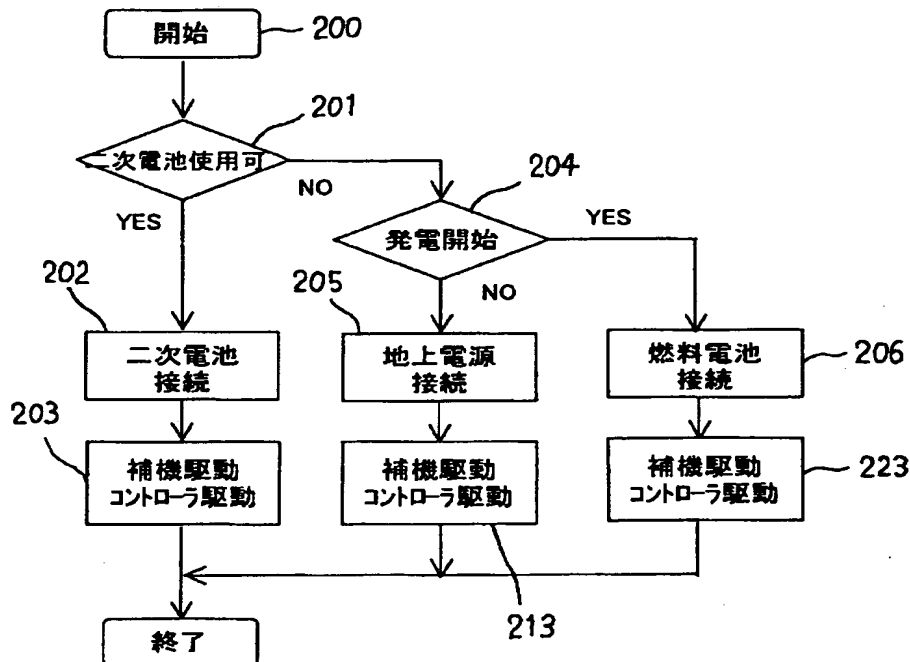 開始
200
201
二次電池使用可
NO
204
YES
発電開始
YES
202
205
NO
二次電池
接続
地上電源
接続
燃料電池
接続
206
203
補機駆動
コントローラ駆動
補機駆動
コントローラ駆動
補機駆動
コントローラ駆動
223
213
終了